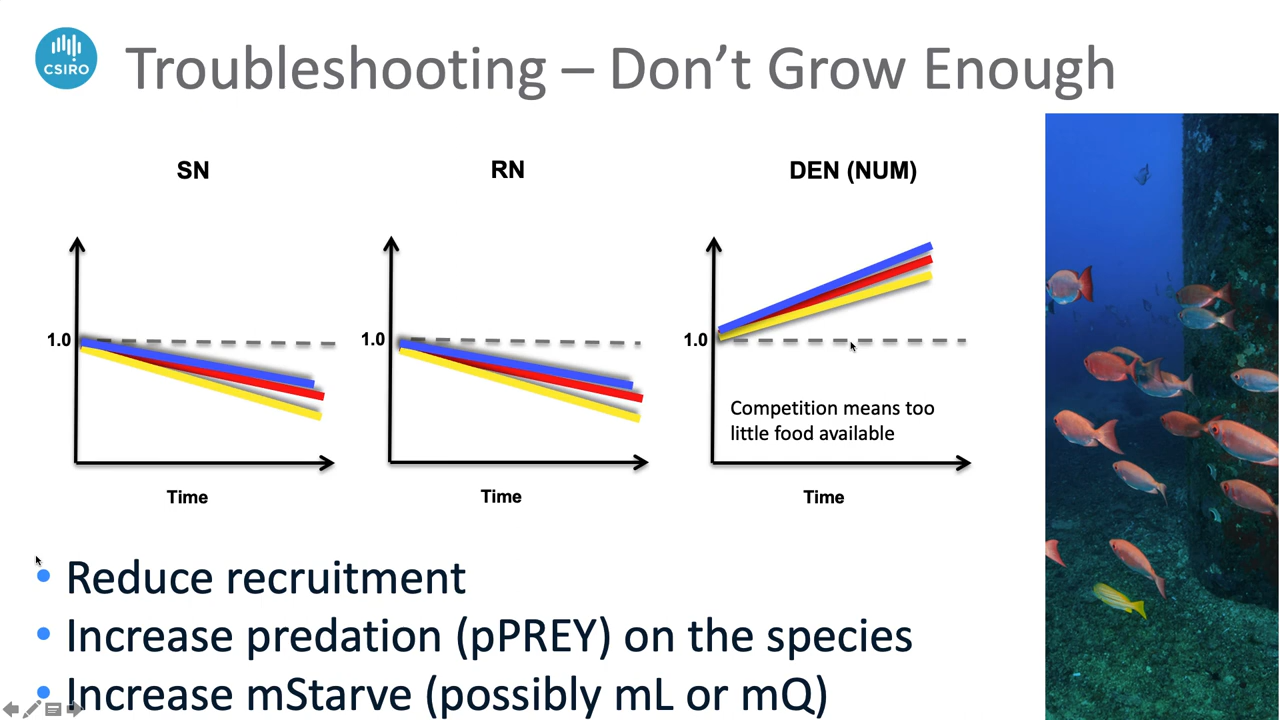 CSIRO
Troubleshooting – Don't Grow Enough
SN
RN
DEN (NUM)
1.0
1.0
1.0
Competition means too
little food available
Time
Time
Time
• Reduce recruitment
• Increase predation (pPREY) on the species
• Increase mStarve (possibly mL or mQ)